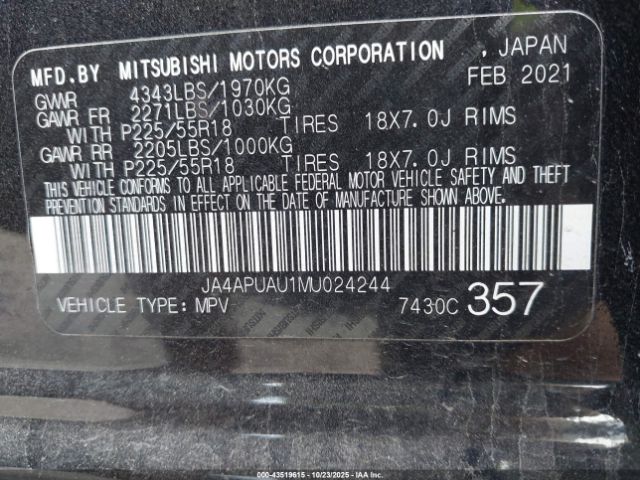 MFD.BY MITSUBISHI MOTORS CORPORATION , JAPAN
FEB 2021
GWR 4343LBS/1970KG
GAWR FR 2271LBS/1030KG
WITH P225/55R18 TIRES 18X7.0J RIMS
GAWR RR 2205LBS/1000KG
WITH P225/55R18 TIRES 18X7.0J RIMS
THIS VEHICLE CONFORMS TO ALL APPLICABLE FEDERAL MOTOR VEHICLE SAFETY AND THEFT
PREVENTION STANDARDS IN EFFECT ON THE DATE OF MANUFACTURE SHOWN ABOVE.
JA4APUAU1MU024244
VEHICLE TYPE: MPV 7430C 357
000-43519615 - 10/23/2025 - IAAI.COM